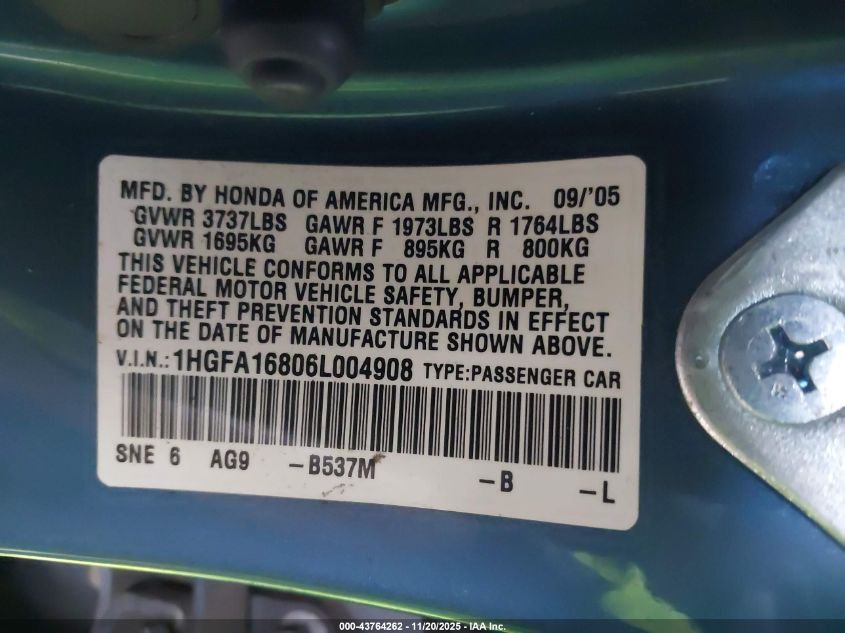 MFD. BY HONDA OF AMERICA MFG., INC. 09/'05
GVWR 3737LBS GAWR F 1973LBS R 1764LBS
GVWR 1695KG GAWR F 895KG R 800KG
THIS VEHICLE CONFORMS TO ALL APPLICABLE
FEDERAL MOTOR VEHICLE SAFETY, BUMPER,
AND THEFT PREVENTION STANDARDS IN EFFECT
ON THE DATE OF MANUFACTURE SHOWN ABOVE.
V.I.N.: 1HGFA16806L004908 TYPE:PASSENGER CAR
SNE 6 AG9 -B537M -B -L
000-43764262 - 11/20/2025 - IAA Inc.